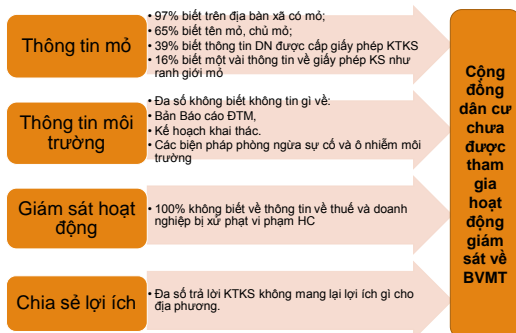 Thông tin mỏ
• 97% biết trên địa bàn xã có mỏ;
• 65% biết tên mỏ, chủ mỏ;
• 39% biết thông tin DN được cấp giấy phép KTKS
• 16% biết một vài thông tin về giấy phép KS như
ranh giới mỏ
Thông tin môi
trường
• Đa số không biết không tin gì về:
• Bản Báo cáo ĐTM,
• Kế hoạch khai thác.
• Các biện pháp phòng ngừa sự cố và ô nhiễm môi
trường
Giám sát hoạt
động
• 100% không biết về thông tin về thuế và doanh
nghiệp bị xử phạt vi phạm HC
Chia sẻ lợi ích
• Đa số trả lời KTKS không mang lại lợi ích gì cho
địa phương.
Cộng
đồng
dân cư
chưa
được
tham
gia
hoạt
động
giám
sát về
BVMT